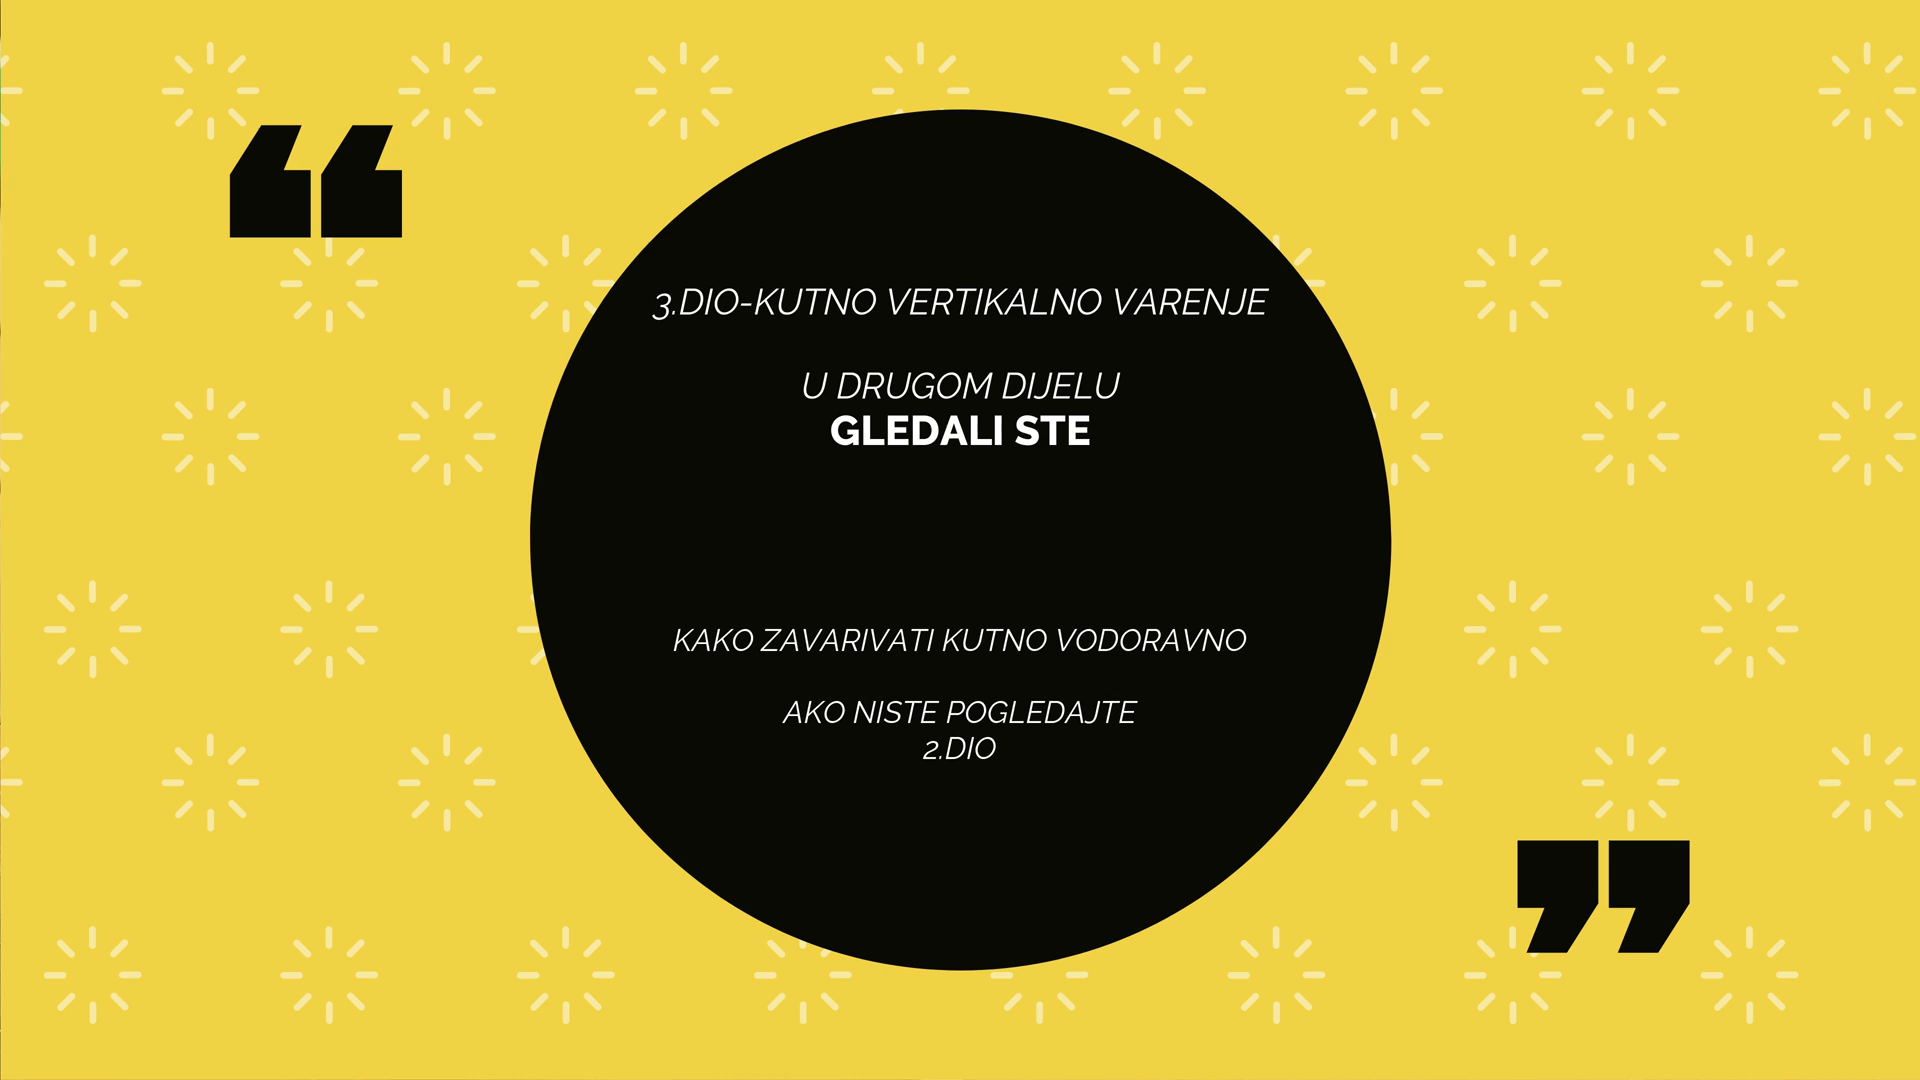 3.DIO-KUTNO VERTIKALNO VARENJE
U DRUGOM DIJELU
GLEDALI STE
KAKO ZAVARIVATI KUTNO VODORAVNO
AKO NISTE POGLEDAJTE
2.DIO